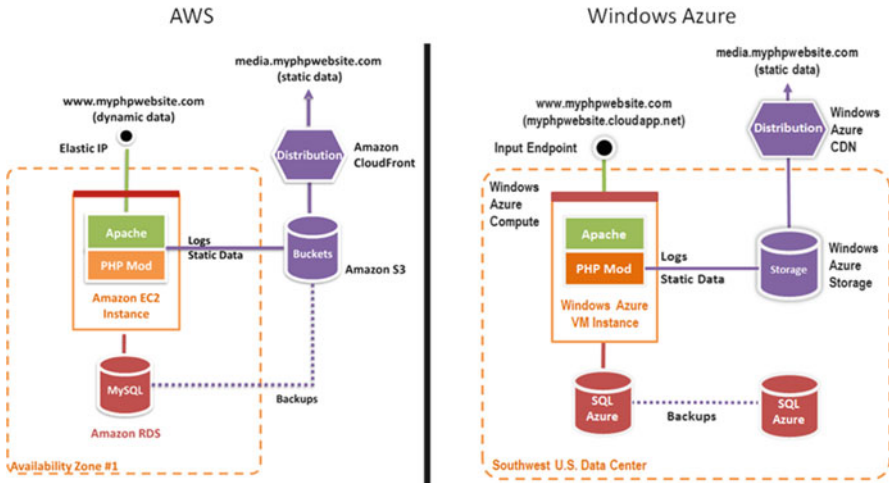 AWS
media.myphpwebsite.com
(static data)
www.myphpwebsite.com
(dynamic data)
Elastic IP
Distribution
Amazon
CloudFront
Apache
PHP Mod
Logs
Static Data
Buckets
Amazon S3
Amazon EC2
Instance
MySQL
Backups
Amazon RDS
Availability Zone #1
Windows Azure
media.myphpwebsite.com
(static data)
www.myphpwebsite.com
(myphpwebsite.cloudapp.net)
Input Endpoint
Distribution
Windows
Azure
CDN
Windows
Azure
Compute
Apache
PHP Mod
Logs
Static Data
Storage
Windows
Azure
Storage
Windows Azure
VM Instance
SQL
Azure
Backups
SQL
Azure
Southwest U.S. Data Center